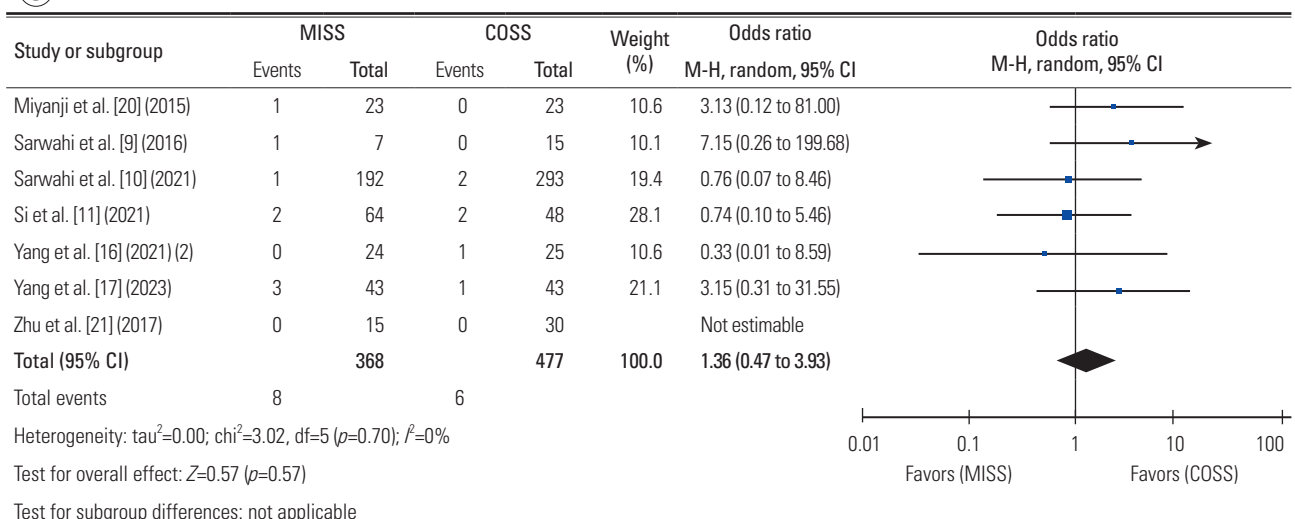 Study or subgroup MISS COSS Weight (%) Odds ratio M-H, random, 95% CI Odds ratio M-H, random, 95% CI
Events Total Events Total
Miyanji et al. [20] (2015) 1 23 0 23 10.6 3.13 (0.12 to 81.00)
Sarwahi et al. [9] (2016) 1 7 0 15 10.1 7.15 (0.26 to 199.68)
Sarwahi et al. [10] (2021) 1 192 2 293 19.4 0.76 (0.07 to 8.46)
Si et al. [11] (2021) 2 64 2 48 28.1 0.74 (0.10 to 5.46)
Yang et al. [16] (2021) (2) 0 24 1 25 10.6 0.33 (0.01 to 8.59)
Yang et al. [17] (2023) 3 43 1 43 21.1 3.15 (0.31 to 31.55)
Zhu et al. [21] (2017) 0 15 0 30 Not estimable
Total (95% CI) 368 477 100.0 1.36 (0.47 to 3.93)
Total events 8 6
Heterogeneity: tau²=0.00; chi²=3.02, df=5 (p=0.70); I²=0%
0.01 0.1 1 10 100
Test for overall effect: Z=0.57 (p=0.57) Favors (MISS) Favors (COSS)
Test for subgroup differences: not applicable